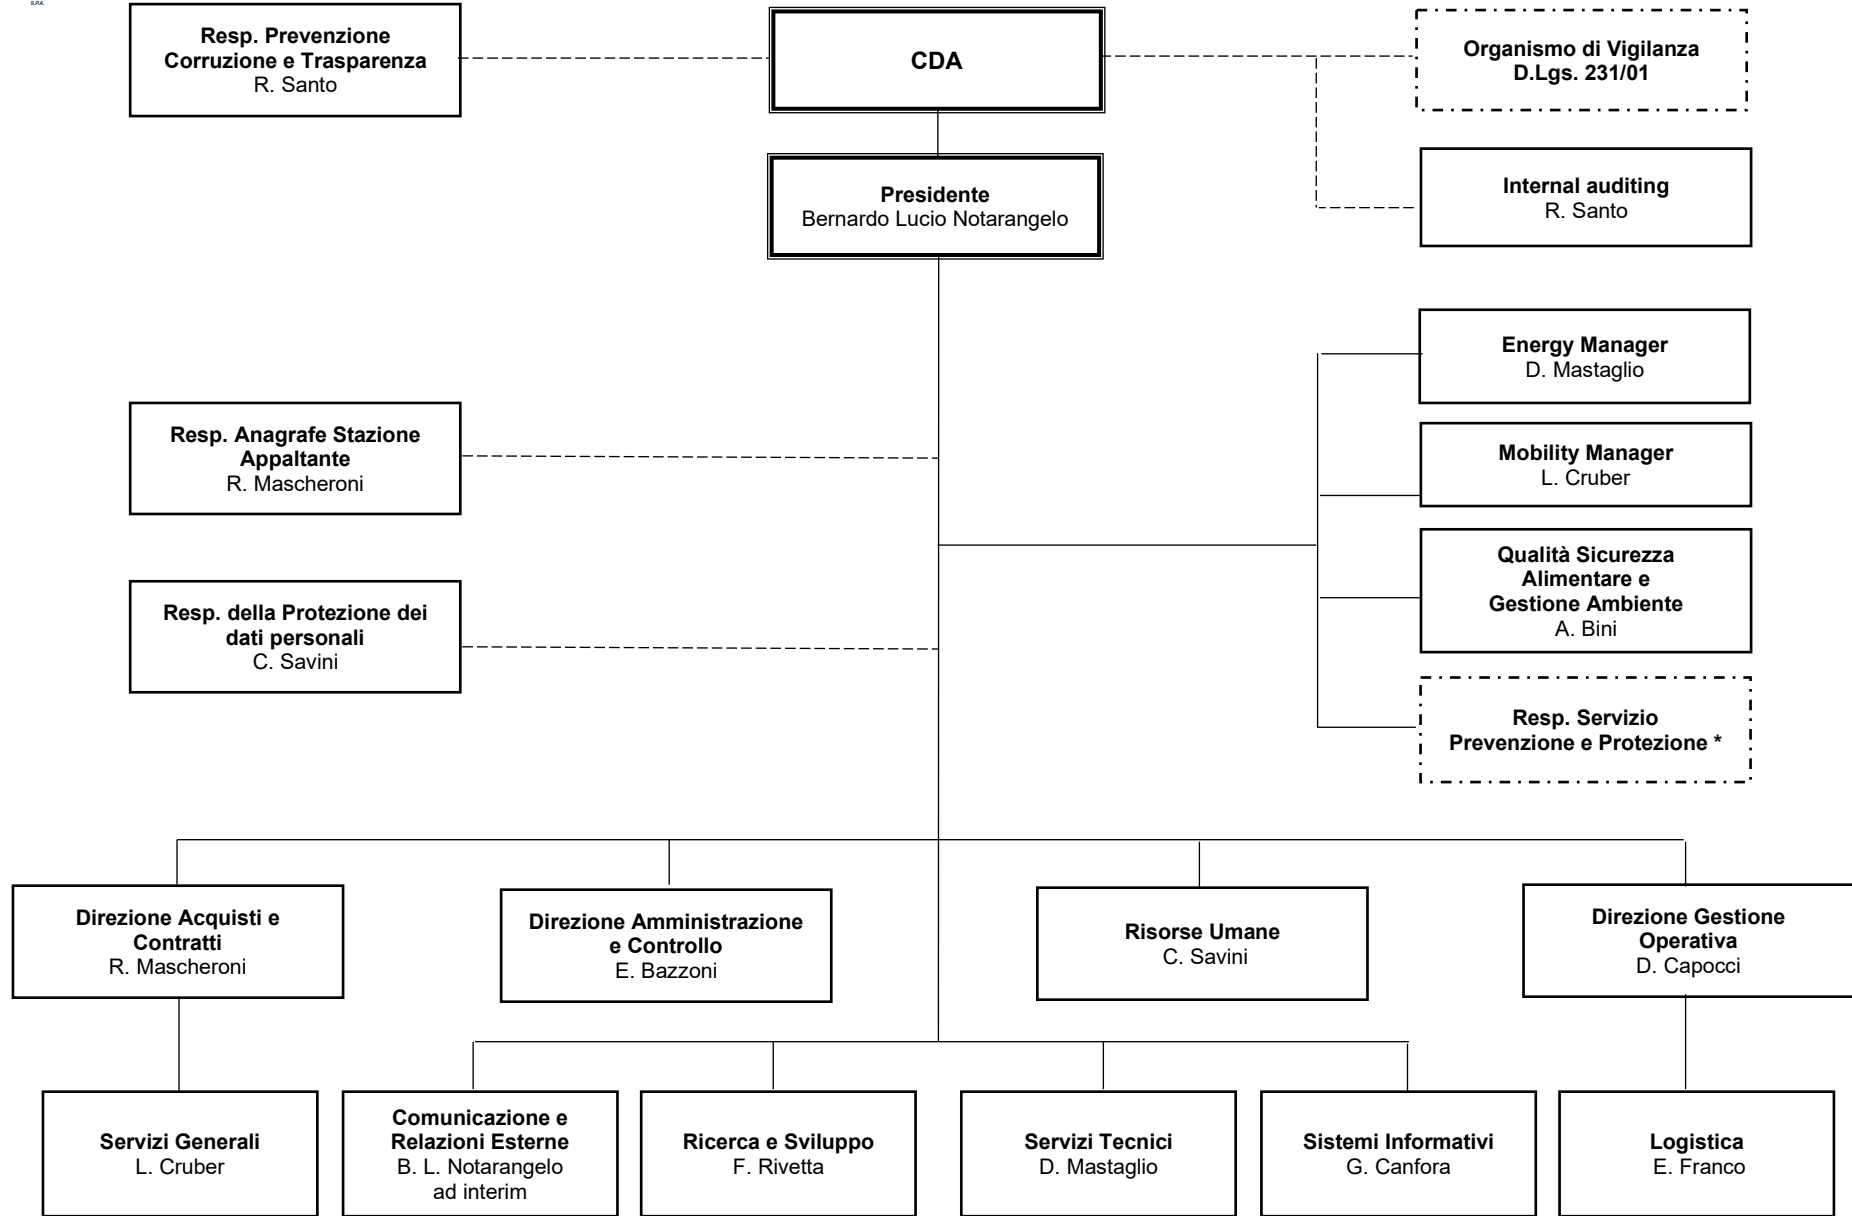 S.P.A.
Resp. Prevenzione
Corruzione e Trasparenza
R. Santo
CDA
Organismo di Vigilanza
D.Lgs. 231/01
Presidente
Bernardo Lucio Notarangelo
Internal auditing
R. Santo
Energy Manager
D. Mastaglio
Resp. Anagrafe Stazione
Appaltante
R. Mascheroni
Mobility Manager
L. Cruber
Qualità Sicurezza
Alimentare e
Gestione Ambiente
A. Bini
Resp. della Protezione dei
dati personali
C. Savini
Resp. Servizio
Prevenzione e Protezione *
Direzione Acquisti e
Contratti
R. Mascheroni
Direzione Amministrazione
e Controllo
E. Bazzoni
Risorse Umane
C. Savini
Direzione Gestione
Operativa
D. Capocci
Servizi Generali
L. Cruber
Comunicazione e
Relazioni Esterne
B. L. Notarangelo
ad interim
Ricerca e Sviluppo
F. Rivetta
Servizi Tecnici
D. Mastaglio
Sistemi Informativi
G. Canfora
Logistica
E. Franco